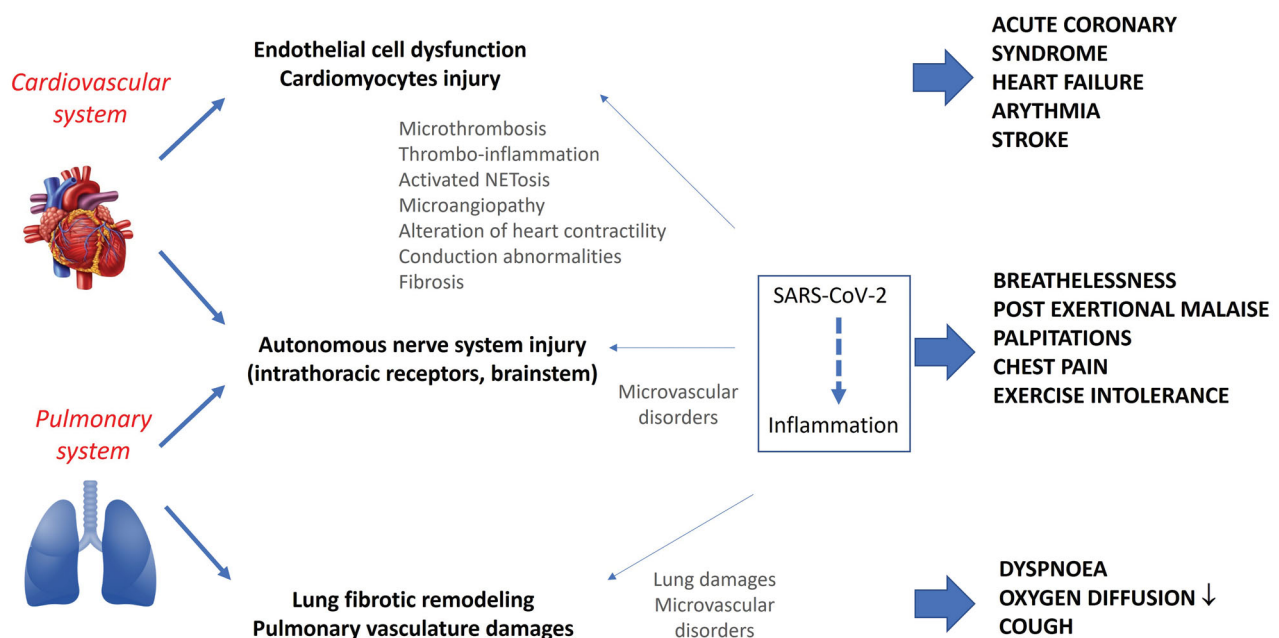 Cardiovascular
system
Endothelial cell dysfunction
Cardiomyocytes injury
Microthrombosis
Thrombo-inflammation
Activated NETosis
Microangiopathy
Alteration of heart contractility
Conduction abnormalities
Fibrosis
ACUTE CORONARY
SYNDROME
HEART FAILURE
ARYTHMIA
STROKE
Autonomous nerve system injury
(intrathoracic receptors, brainstem)
Microvascular
disorders
SARS-CoV-2
Inflammation
BREATHELESSNESS
POST EXERTIONAL MALAISE
PALPITATIONS
CHEST PAIN
EXERCISE INTOLERANCE
Pulmonary
system
Lung fibrotic remodeling
Pulmonary vasculature damages
Lung damages
Microvascular
disorders
DYSPNOEA
OXYGEN DIFFUSION ↓
COUGH